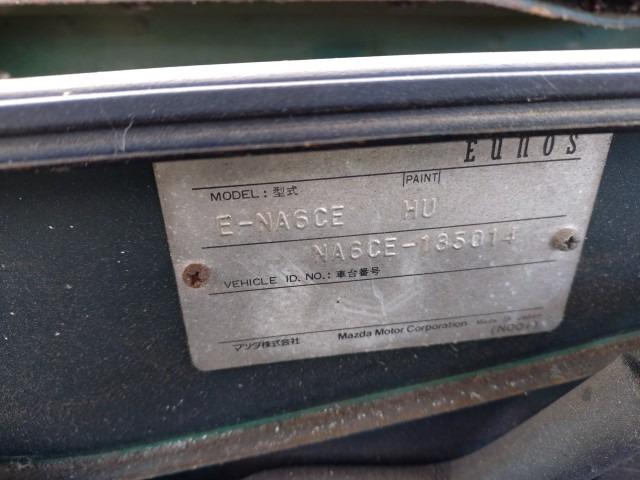 Eunos
MODEL : 型式 PAINT
E-NA6CE HU
NA6CE-135014
VEHICLE ID. NO.: 車台番号
マツダ株式会社 Mazda Motor Corporation MADE IN JAPAN
(N001)